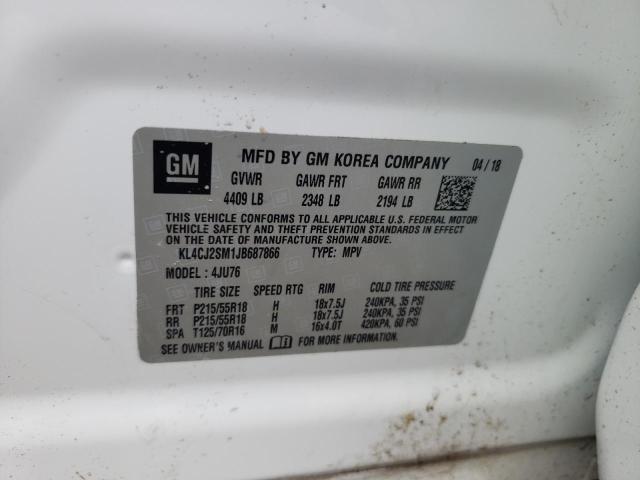 GM MFD BY GM KOREA COMPANY 04 / 18
GVWR GAWR FRT GAWR RR
4409 LB 2348 LB 2194 LB
THIS VEHICLE CONFORMS TO ALL APPLICABLE U.S. FEDERAL MOTOR
VEHICLE SAFETY AND THEFT PREVENTION STANDARDS IN EFFECT ON
THE DATE OF MANUFACTURE SHOWN ABOVE.
KL4CJ2SM1JB687866 TYPE: MPV
MODEL : 4JU76
TIRE SIZE SPEED RTG RIM COLD TIRE PRESSURE
FRT P215/55R18 H 18x7.5J 240KPA, 35 PSI
RR P215/55R18 H 18x7.5J 240KPA, 35 PSI
SPA T125/70R16 M 16x4.0T 420KPA, 60 PSI
SEE OWNER'S MANUAL FOR MORE INFORMATION.